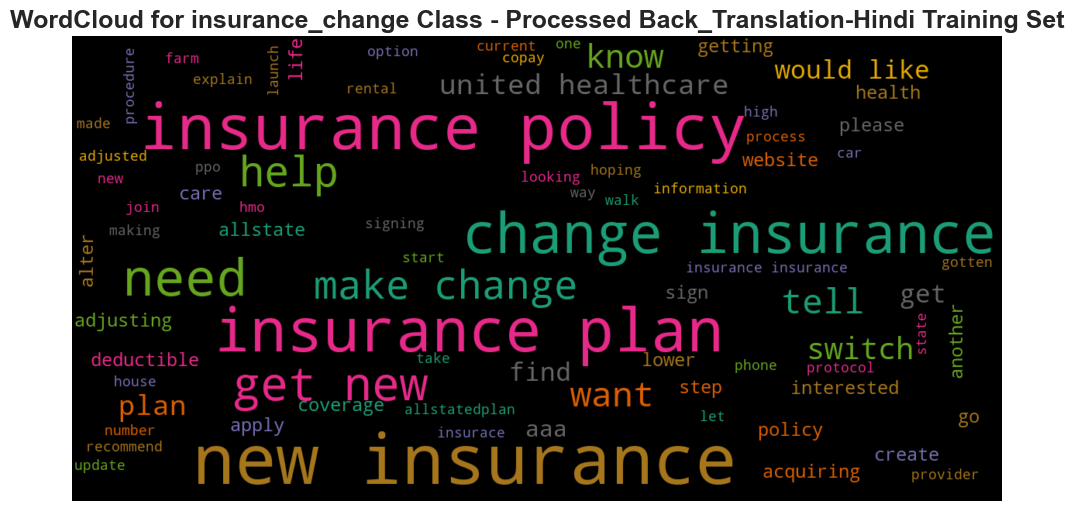 WordCloud for insurance_change Class - Processed Back_Translation-Hindi Training Set
procedure
farm
explain
launch
life
option
rental
current
copay
one
know
getting
would like
united healthcare
health
made
insurance policy
high
please
process
adjusted
ppo
help
website
car
new
care
looking
hoping
way
information
join
hmo
walk
making
allstate
signing
change insurance
alter
need
start
insurance insurance
gotten
make change
sign
tell
get
adjusting
insurance plan
state
another
switch
deductible
take
lower
phone
protocol
house
get new
find
want
step
interested
plan
coverage
allstatedplan
let
go
number
apply
insurace
aaa
policy
recommend
update
new insurance
create
acquiring
provider